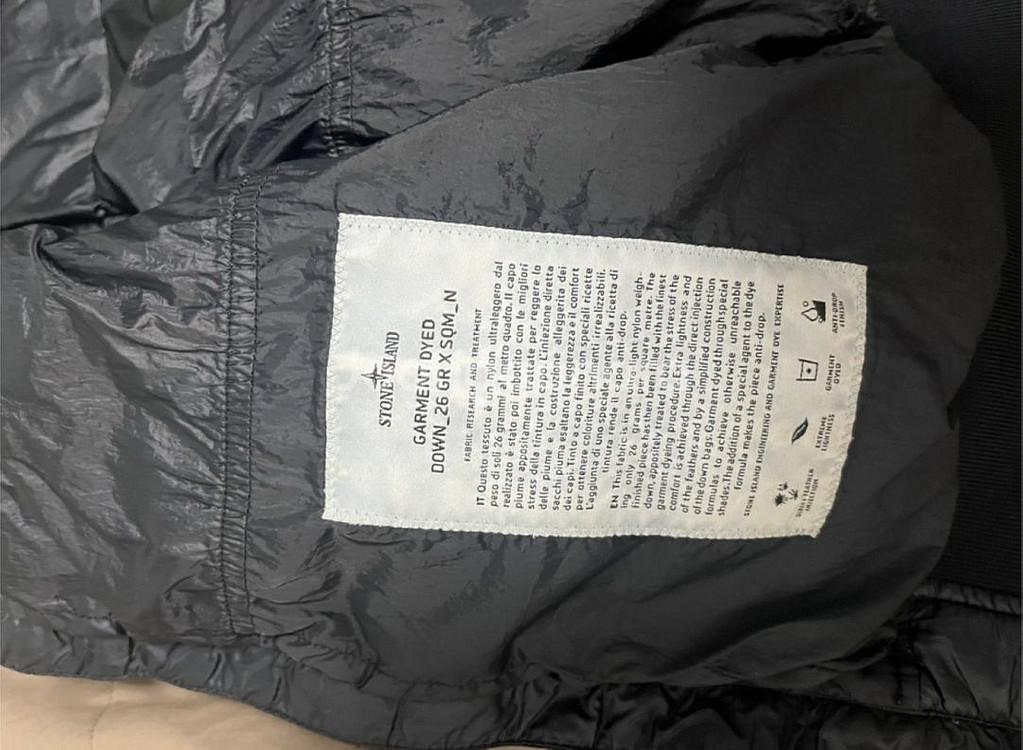 STONE ISLAND
GARMENT DYED
DOWN_26 GR X SQM_N
FABRIC RESEARCH AND TREATMENT
IT Questo tessuto è un nylon ultraleggero dal
peso di soli 26 grammi al metro quadro. Il capo
realizzato è stato poi imbottito con le migliori
piume appositamente trattate per reggere lo
stress della tintura in capo. L'iniezione diretta
delle piume e la costruzione alleggerita dei
sacchi piuma esaltano la leggerezza e il comfort
dei capi. Tinto a capo finito con speciali ricette
per ottenere coloriture altrimenti irrealizzabili.
L'aggiunta di uno speciale agente alla ricetta di
tintura rende il capo anti-drop.
EN This fabric is in an ultra-light nylon weigh-
ing only 26 grams per square metre. The
finished piece has then been filled with the finest
down, appositely treated to bear the stress of the
garment dyeing procedure. Extra lightness and
comfort is achieved through the direct injection
of the feathers and by a simplified construction
of the down bags. Garment dyed through special
formulas to achieve otherwise unreachable
shades. The addition of a special agent to the dye
formula makes the piece anti-drop.
STONE ISLAND ENGINEERING AND GARMENT DYE EXPERTISE
DIRECT FEATHER
INJECTION
EXTREME
LIGHTNESS
GARMENT
DYED
ANTI-DROP
FINISH